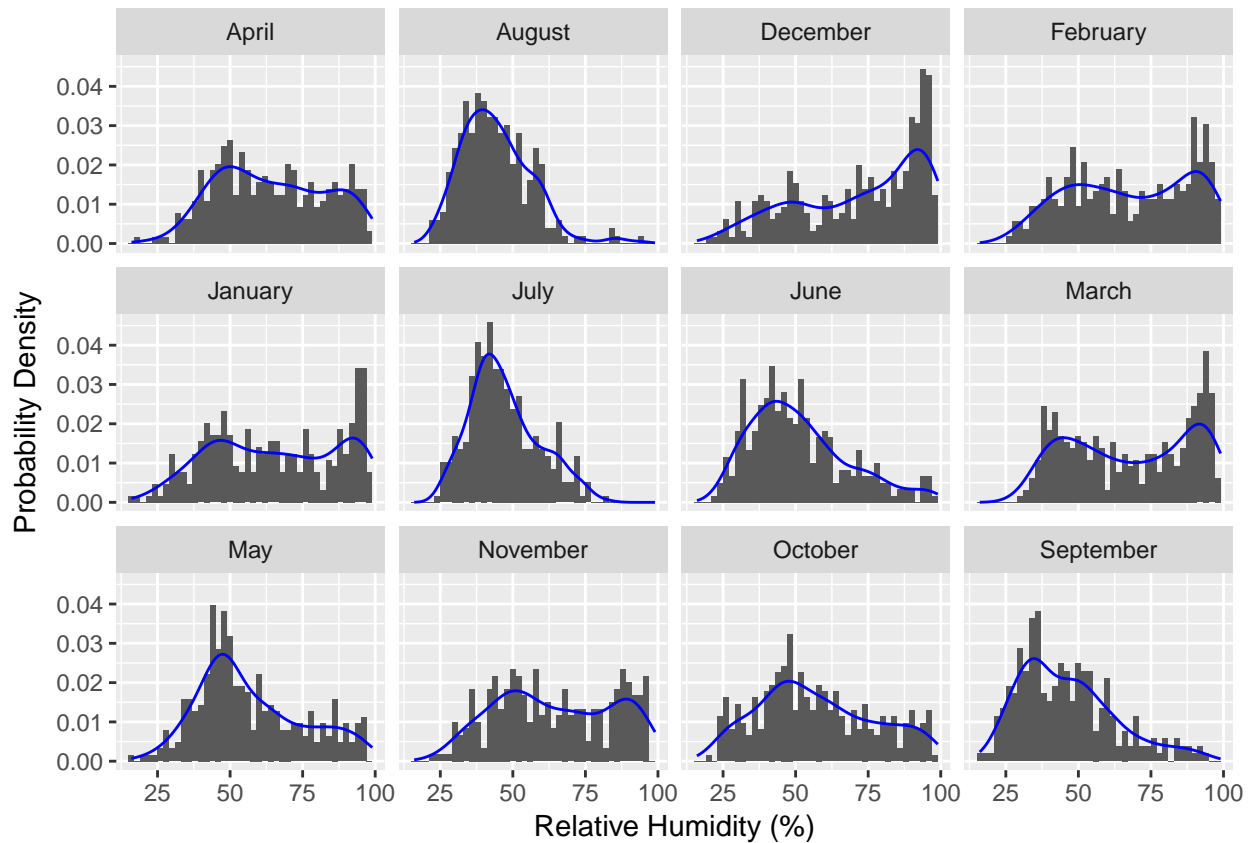 April August December February
0.04
0.03
0.02
0.01
0.00
January July June March
0.04
0.03
0.02
0.01
0.00
May November October September
0.04
0.03
0.02
0.01
0.00
25 50 75 100 25 50 75 100 25 50 75 100 25 50 75 100
Relative Humidity (%)
Probability Density